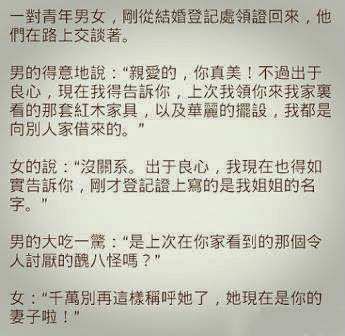 一對青年男女，剛從結婚登記處領證回來，他
們在路上交談著。
男的得意地說：“親愛的，你真美！不過出于
良心，現在我得告訴你，上次我領你來我家裏
看的那套紅木家具，以及華麗的擺設，我都是
向別人家借來的。”
女的說：“沒關系。出于良心，我現在也得如
實告訴你，剛才登記證上寫的是我姐姐的名
字。”
男的大吃一驚：“是上次在你家看到的那個令
人討厭的醜八怪嗎？”
女：“千萬別再這樣稱呼她了，她現在是你的
妻子啦！”